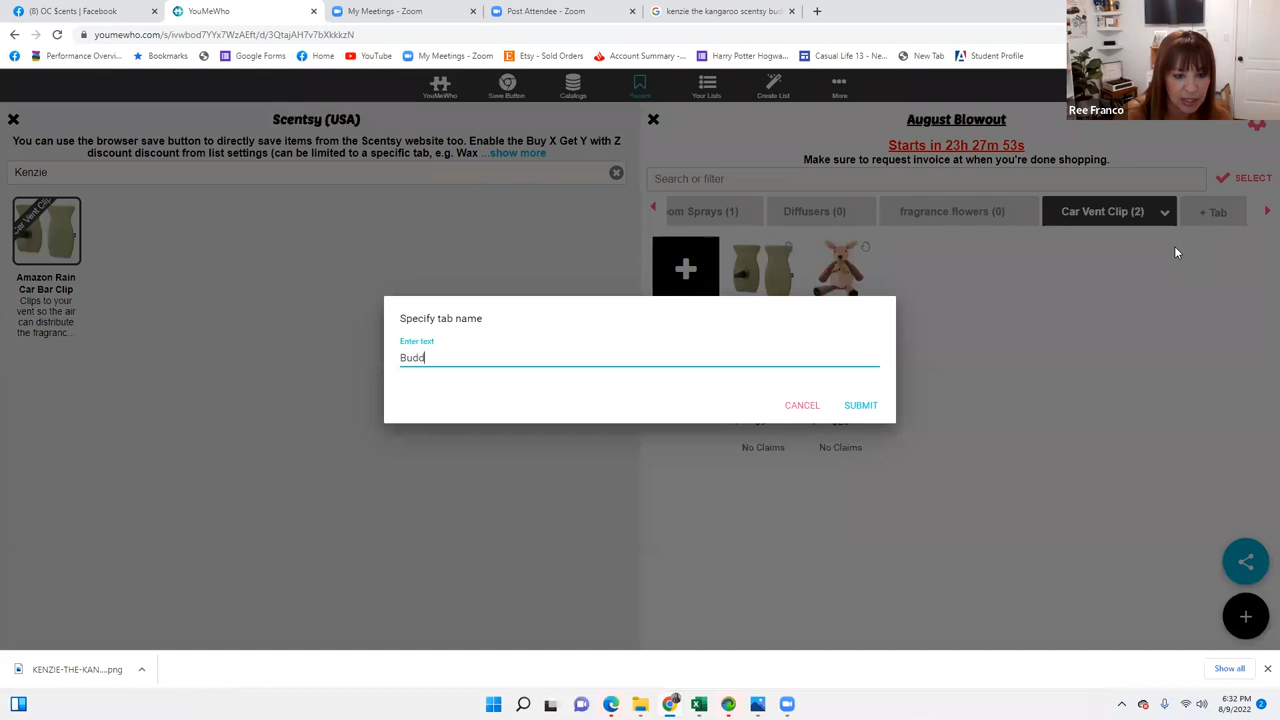 (8) OC $cents | Facebook
YouMeWho
My Meetings - Zoom
Post Attendee - Zoom
kenzie the kangaroo scentsy bud
youmewho.com/s/ivwbod7YYx7WzAEft/d/3QtajAH7v7bXkkkzN
Performance Overvi...
Bookmarks
Google Forms
Home
YouTube
My Meetings - Zoom
Etsy - Sold Orders
Account Summary -...
Harry Potter Hogwa...
Casual Life 13 – Ne...
New Tab
Student Profile
YouMeWho
Save Button
Catalogs
Recent
Your Lists
Create List
More
Ree Franco
Scentsy (USA)
You can use the browser save button to directly save items from the Scentsy website too. Enable the Buy X Get Y with Z
discount discount from list settings (can be limited to a specific tab, e.g. Wax ...show more
Kenzie
Car Vent Clip
Amazon Rain
Car Bar Clip
Clips to your
vent so the air
can distribute
the fragranc...
August Blowout
Starts in 23h 27m 53s
Make sure to request invoice at when you're done shopping.
Search or filter
SELECT
om Sprays (1)
Diffusers (0)
fragrance flowers (0)
Car Vent Clip (2)
+ Tab
Specify tab name
Enter text
Budd
CANCEL
SUBMIT
No Claims
No Claims
KENZIE-THE-KAN....png
Show all
6:32 PM
8/9/2022
2